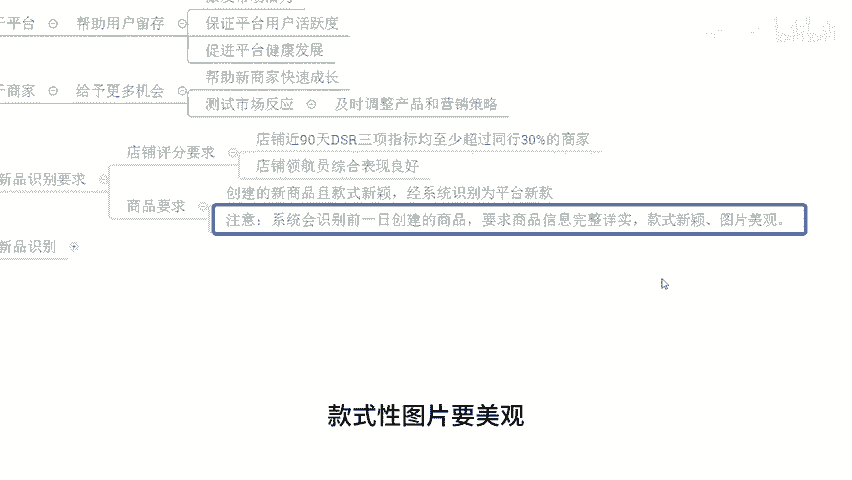 平台
帮助用户留存
保证平台用户活跃度
促进平台健康发展
商家
给予更多机会
帮助新商家快速成长
测试市场反应
及时调整产品和营销策略
新品识别要求
店铺评分要求
店铺近90天DSR三项指标均至少超过同行30%的商家
店铺领航员综合表现良好
商品要求
创建的新商品且款式新颖，经系统识别为平台新款
注意：系统会识别前一日创建的商品，要求商品信息完整详实，款式新颖、图片美观。
新品识别
款式性图片要美观